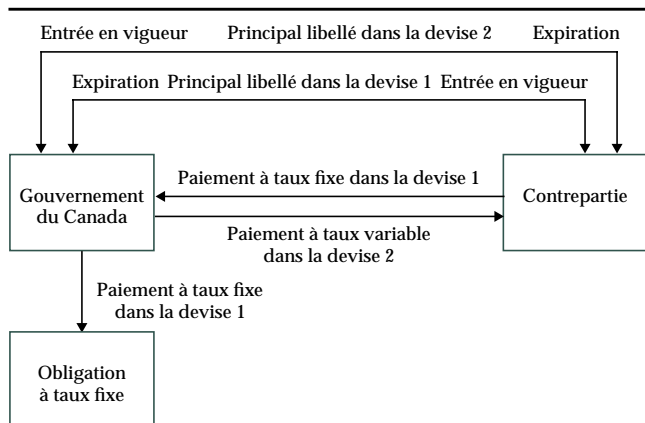 Entrée en vigueur Principal libellé dans la devise 2 Expiration
Expiration Principal libellé dans la devise 1 Entrée en vigueur
Gouvernement
du Canada
Paiement à taux fixe dans la devise 1
Contrepartie
Paiement à taux variable
dans la devise 2
Paiement à taux fixe
dans la devise 1
Obligation
à taux fixe